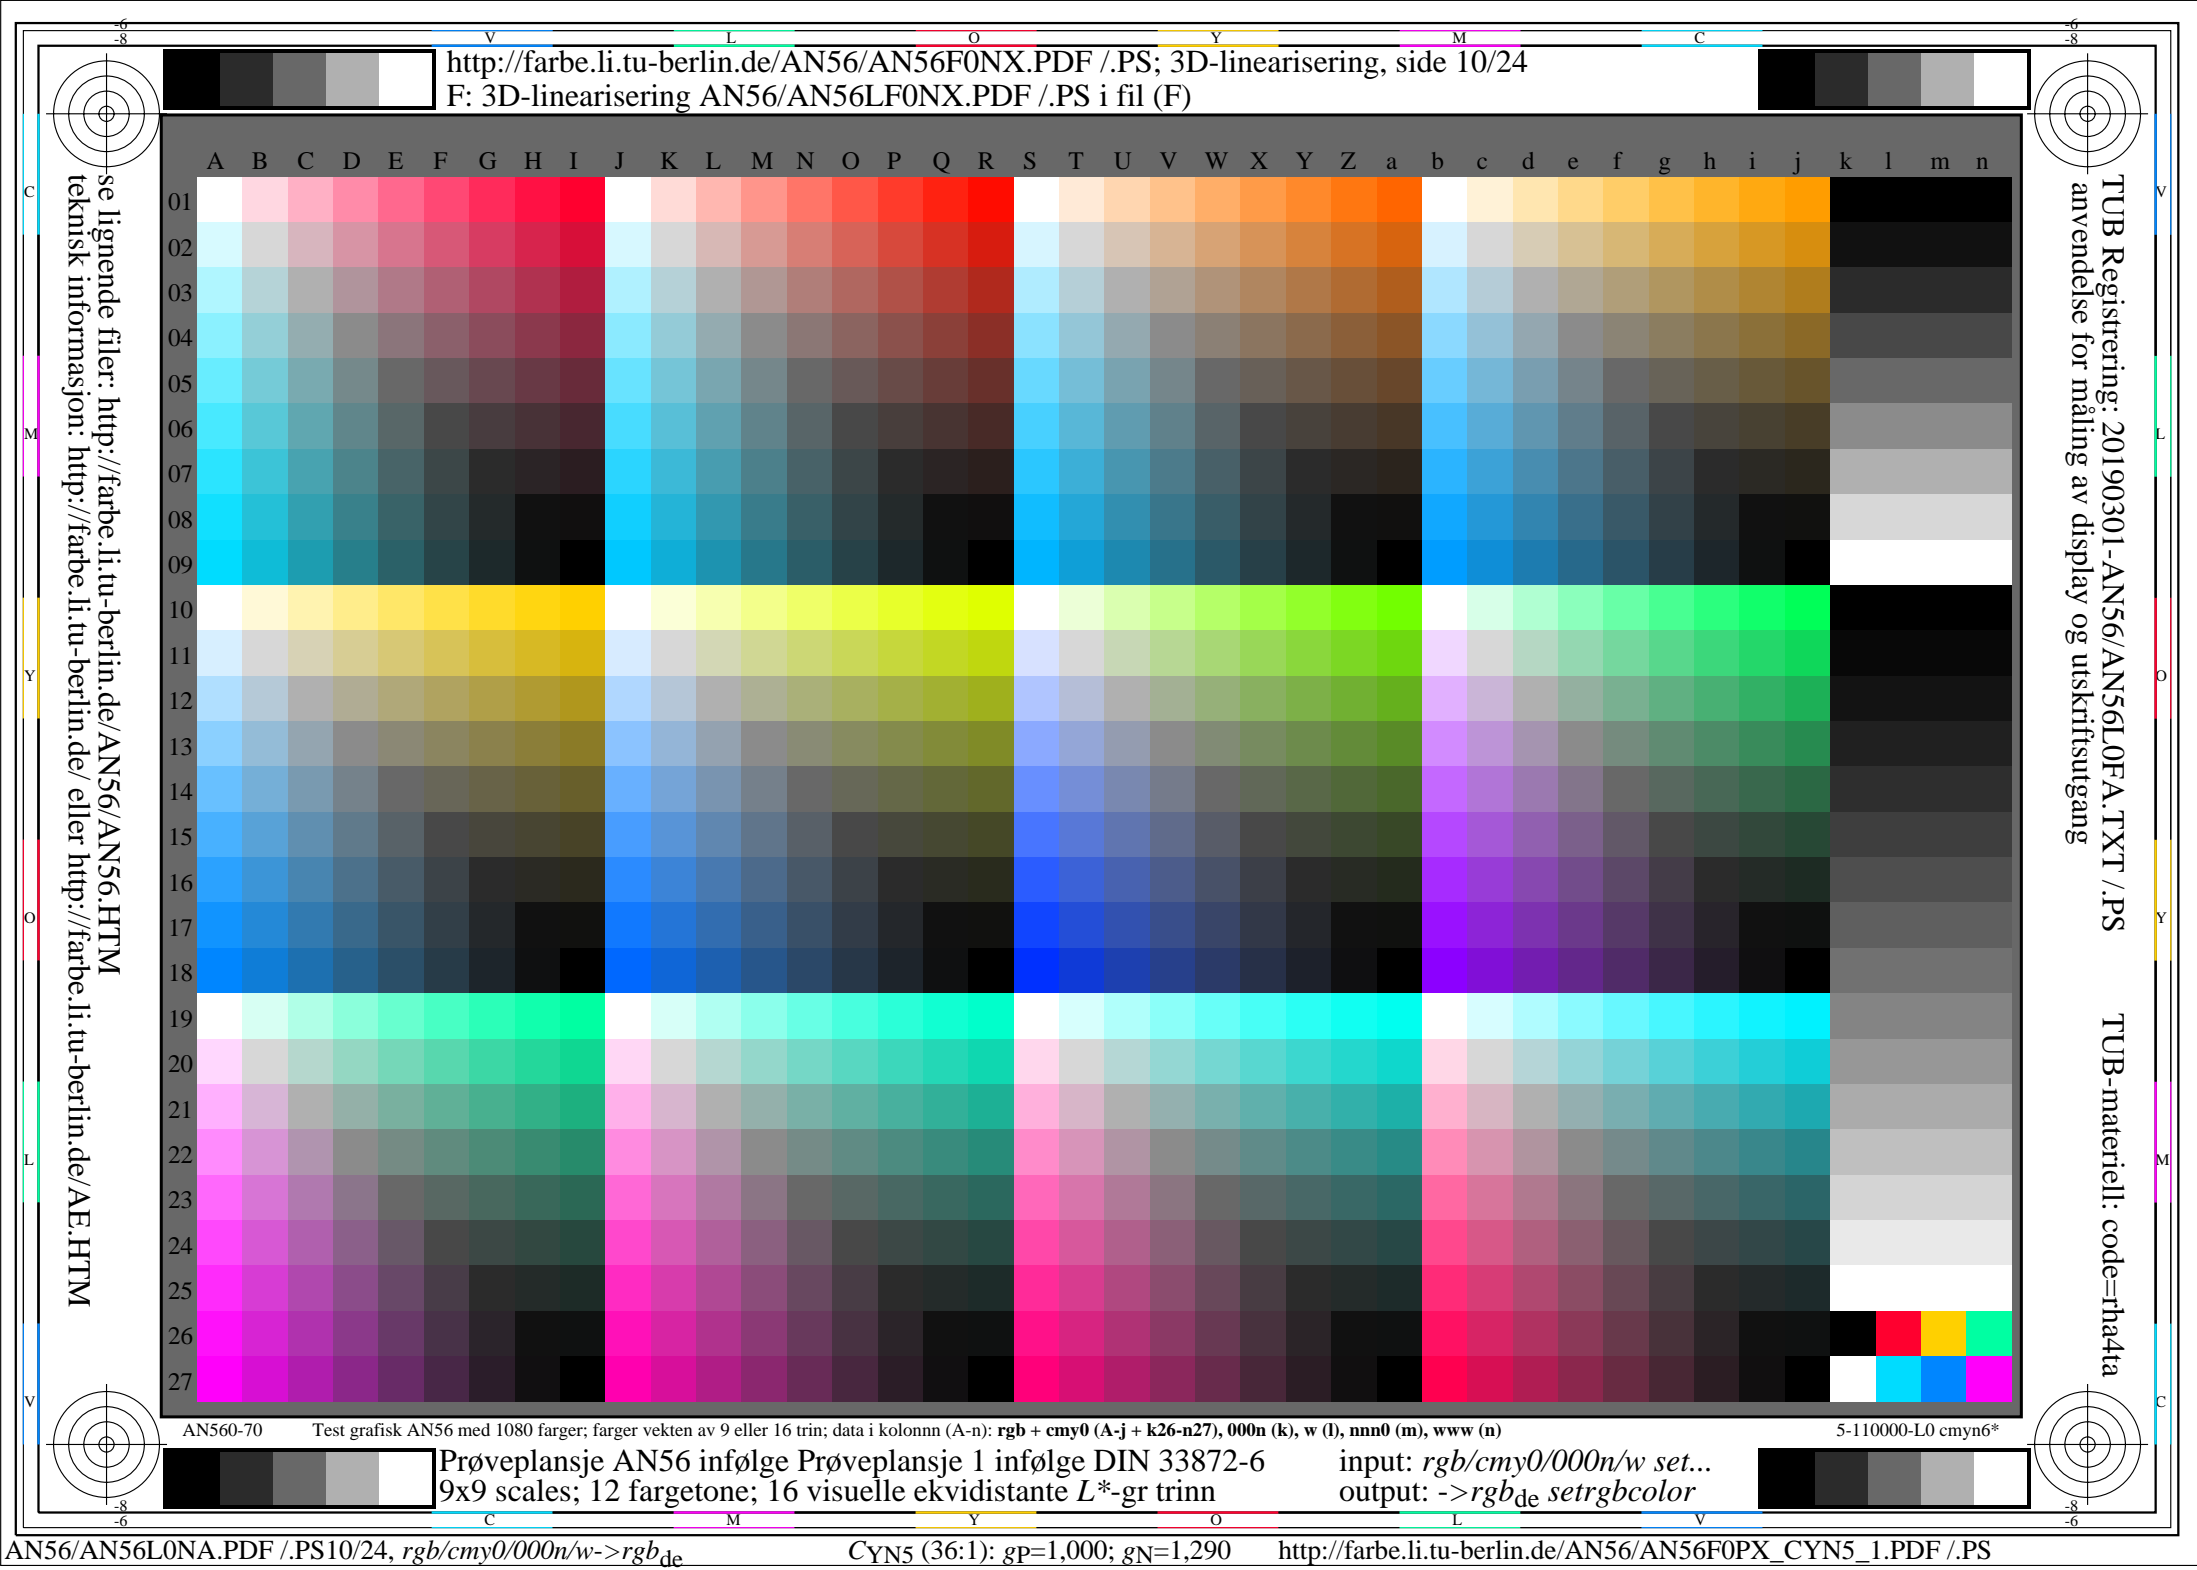 -6
-8
V L O Y M C
-6
-8
http://farbe.li.tu-berlin.de/AN56/AN56F0NX.PDF /.PS; 3D-linearisering, side 10/24
F: 3D-linearisering AN56/AN56LF0NX.PDF /.PS i fil (F)
A B C D E F G H I J K L M N O P Q R S T U V W X Y Z a b c d e f g h i j k l m n
01
02
03
04
05
06
07
08
09
10
11
12
13
14
15
16
17
18
19
20
21
22
23
24
25
26
27
se lignende filer: http://farbe.li.tu-berlin.de/AN56/AN56.HTM
teknisk informasjon: http://farbe.li.tu-berlin.de/ eller http://farbe.li.tu-berlin.de/AE.HTM
TUB Registrering: 20190301-AN56/AN56L0FA.TXT /.PS TUB-materiell: code=rha4ta
anvendelse for måling av display og utskriftsutgang
C
M
Y
O
L
V
V
L
O
Y
M
C
AN560-70 Test grafisk AN56 med 1080 farger; farger vekten av 9 eller 16 trin; data i kolonnn (A-n): rgb + cmy0 (A-j + k26-n27), 000n (k), w (l), nnn0 (m), www (n) 5-110000-L0 cmyn6*
Prøveplansje AN56 infølge Prøveplansje 1 infølge DIN 33872-6 input: rgb/cmy0/000n/w set...
9x9 scales; 12 fargetone; 16 visuelle ekvidistante L*-gr trinn output: ->rgbde setrgbcolor
-8
-6
C M Y O L V
-8
-6
AN56/AN56L0NA.PDF /.PS10/24, rgb/cmy0/000n/w->rgbde CYN5 (36:1): gP=1,000; gN=1,290 http://farbe.li.tu-berlin.de/AN56/AN56F0PX_CYN5_1.PDF /.PS